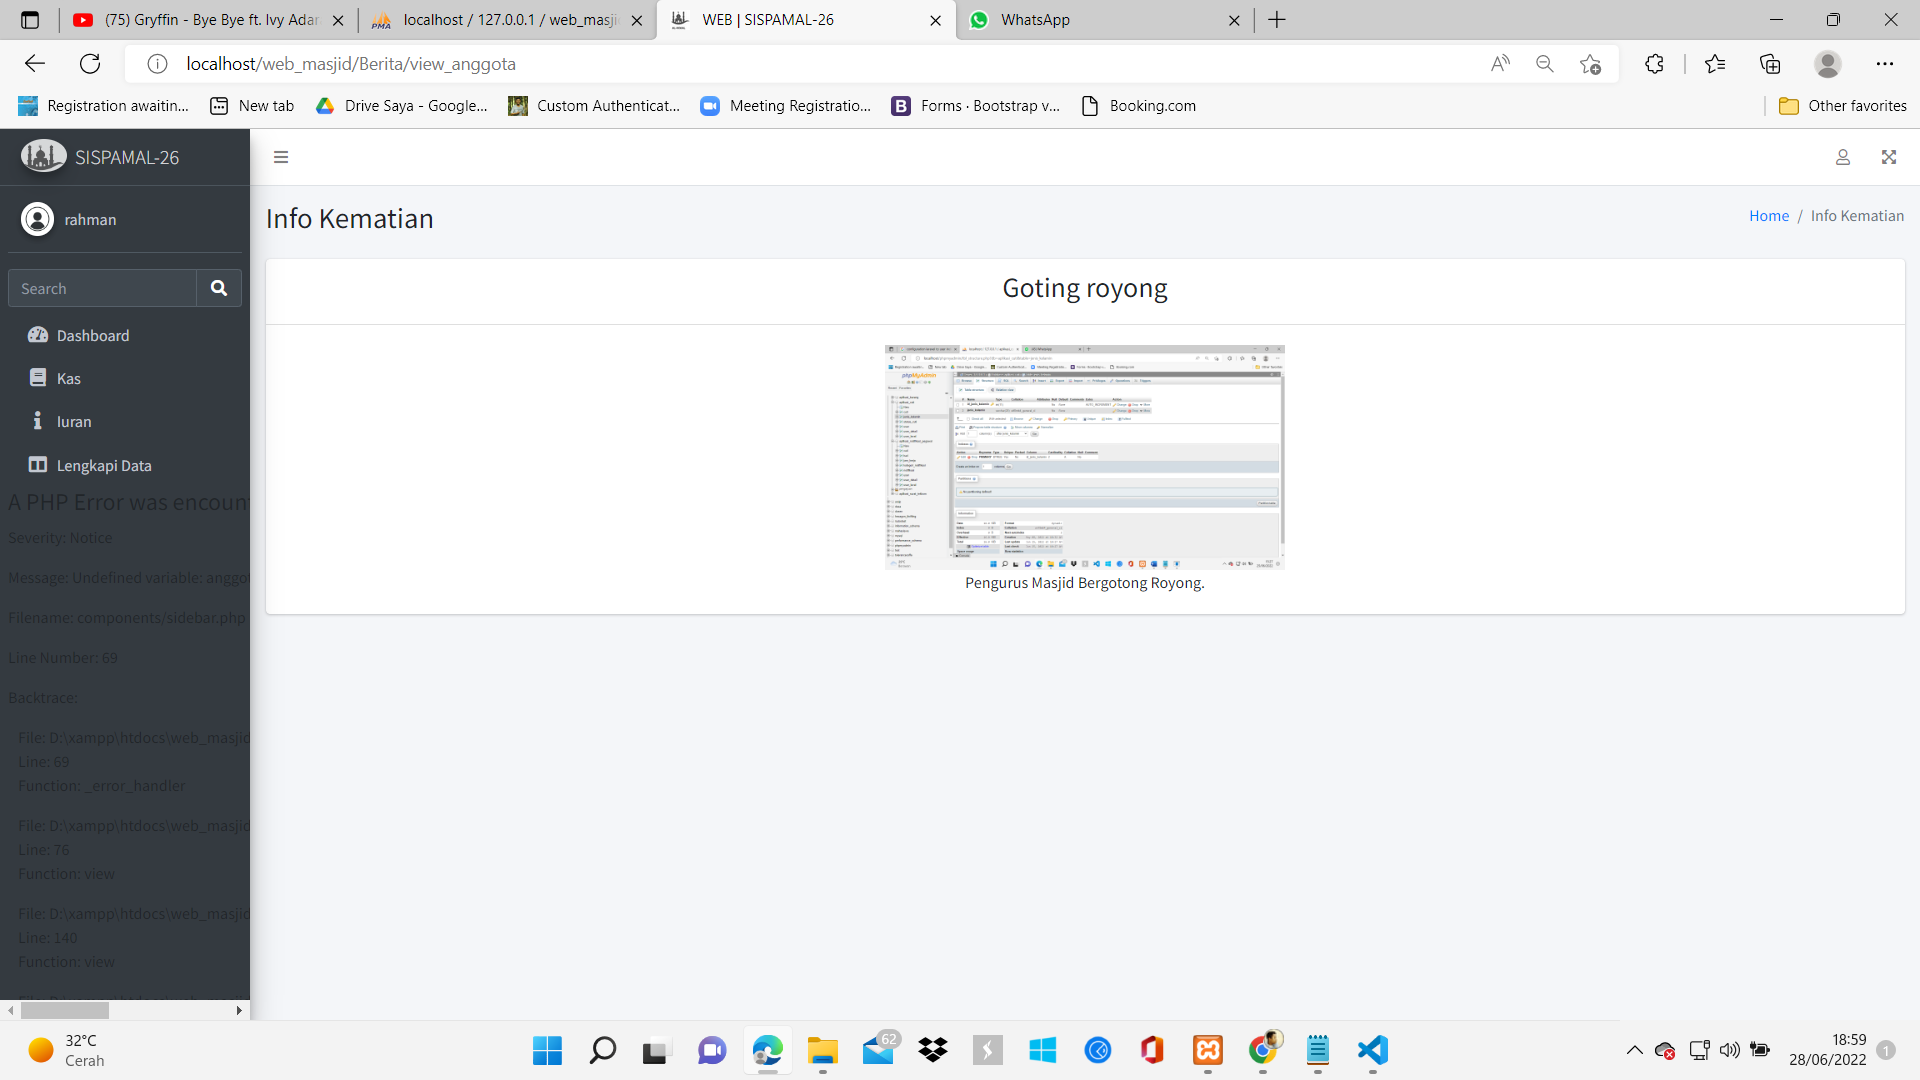 (75) Gryffin - Bye Bye ft. Ivy Adar
localhost / 127.0.0.1 / web_masji
WEB | SISPAMAL-26
WhatsApp
localhost/web_masjid/Berita/view_anggota
Registration awaitin...
New tab
Drive Saya - Google...
Custom Authenticat...
Meeting Registratio...
Forms · Bootstrap v...
Booking.com
Other favorites
SISPAMAL-26
rahman
Search
Dashboard
Kas
Iuran
Lengkapi Data
A PHP Error was encoun
Severity: Notice
Message: Undefined variable: anggot
Filename: components/sidebar.php
Line Number: 69
Backtrace:
File: D:\xampp\htdocs\web_masjid
Line: 69
Function: _error_handler
File: D:\xampp\htdocs\web_masjid
Line: 76
Function: view
File: D:\xampp\htdocs\web_masjid
Line: 140
Function: view
Info Kematian
Home / Info Kematian
Goting royong
phpMyAdmin
Pengurus Masjid Bergotong Royong.
32°C
Cerah
62
18:59
28/06/2022
1